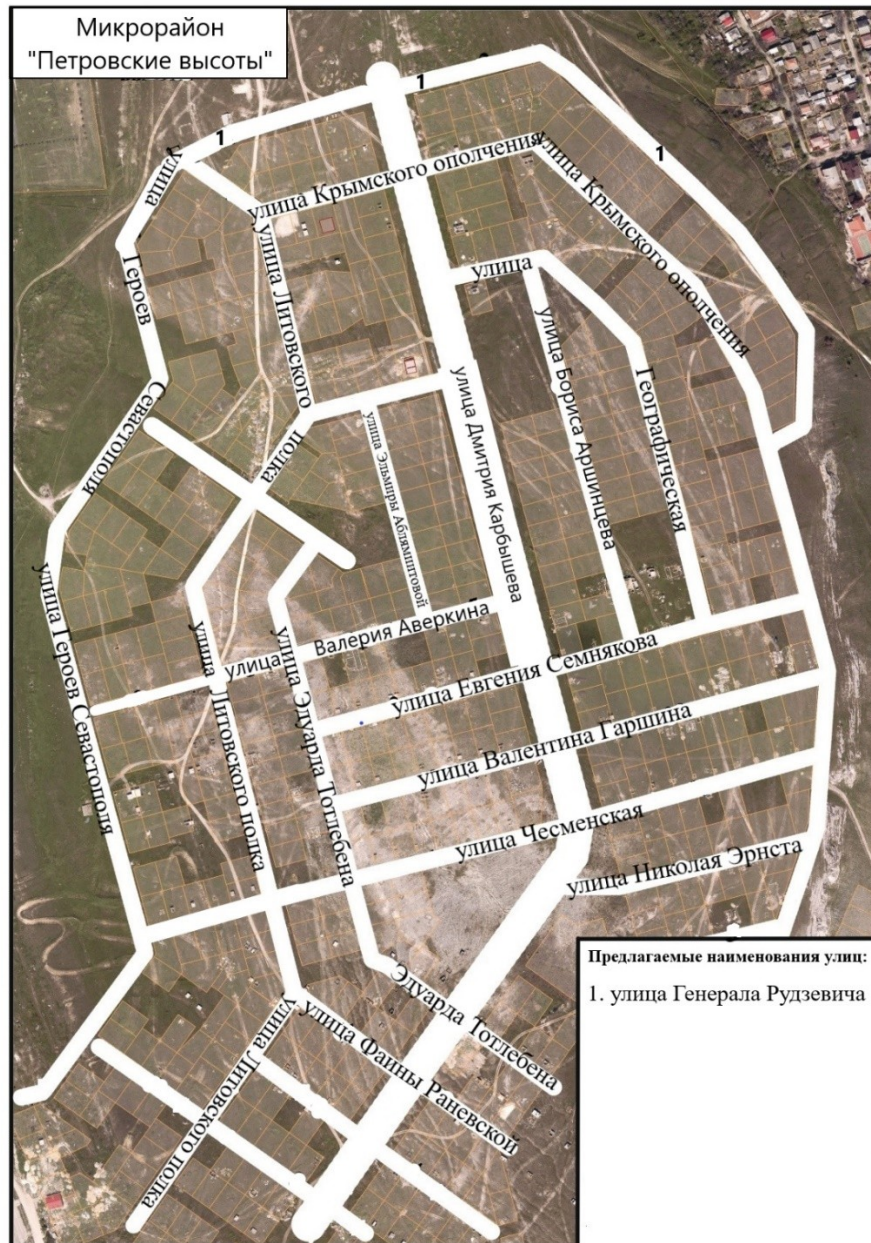 Микрорайон
"Петровские высоты"
1
1
1
улица Крымского ополчения
улица Крымского ополчения
улица
Героев
Севастополя
улица Литовского
полка
улица
Географическая
улица Бориса Аршинцева
улица Дмитрия Карбышева
улица Эльмиры Аблямитовой
улица Героев Севастополя
улица Валерия Аверкина
улица Литовского полка
улица Эдуарда Тотлебена
улица Евгения Семнякова
улица Валентина Гаршина
улица Чесменская
улица Николая Эрнста
Эдуарда Тотлебена
улица Фаины Раневской
улица Литовского полка
Предлагаемые наименования улиц:
1. улица Генерала Рудзевича